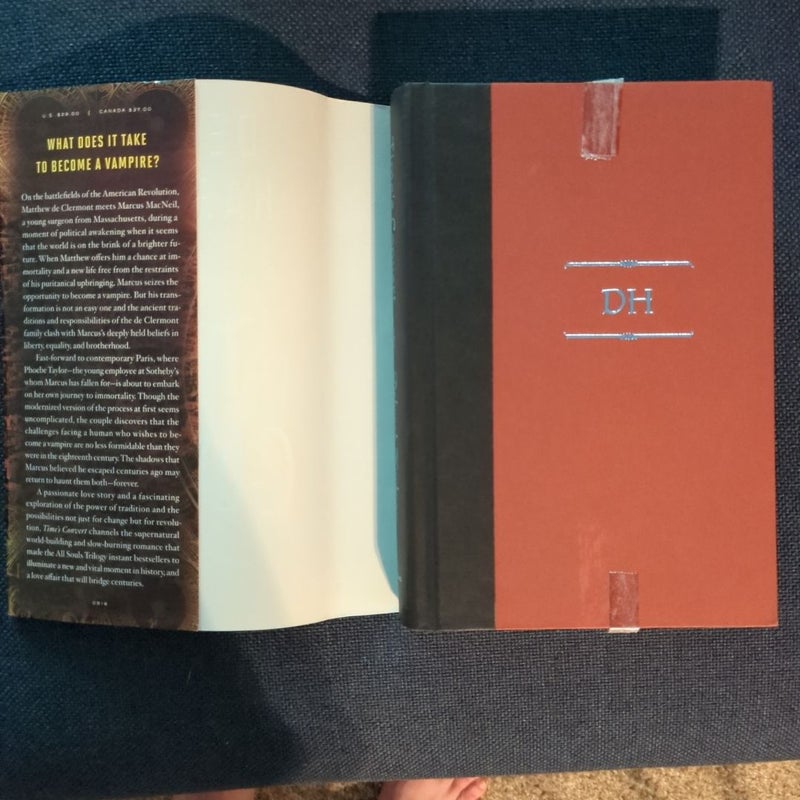 U.S. $29.00 | CANADA $37.00
WHAT DOES IT TAKE
TO BECOME A VAMPIRE?
On the battlefields of the American Revolution,
Matthew de Clermont meets Marcus MacNeil,
a young surgeon from Massachusetts, during a
moment of political awakening when it seems
that the world is on the brink of a brighter fu-
ture. When Matthew offers him a chance at im-
mortality and a new life free from the restraints
of his puritanical upbringing, Marcus seizes the
opportunity to become a vampire. But his trans-
formation is not an easy one and the ancient tra-
ditions and responsibilities of the de Clermont
family clash with Marcus's deeply held beliefs in
liberty, equality, and brotherhood.
Fast-forward to contemporary Paris, where
Phoebe Taylor—the young employee at Sotheby's
whom Marcus has fallen for—is about to embark
on her own journey to immortality. Though the
modernized version of the process at first seems
uncomplicated, the couple discovers that the
challenges facing a human who wishes to be-
come a vampire are no less formidable than they
were in the eighteenth century. The shadows that
Marcus believed he escaped centuries ago may
return to haunt them both—forever.
A passionate love story and a fascinating
exploration of the power of tradition and the
possibilities not just for change but for revolu-
tion, Time's Convert channels the supernatural
world-building and slow-burning romance that
made the All Souls Trilogy instant bestsellers to
illuminate a new and vital moment in history, and
a love affair that will bridge centuries.
DH